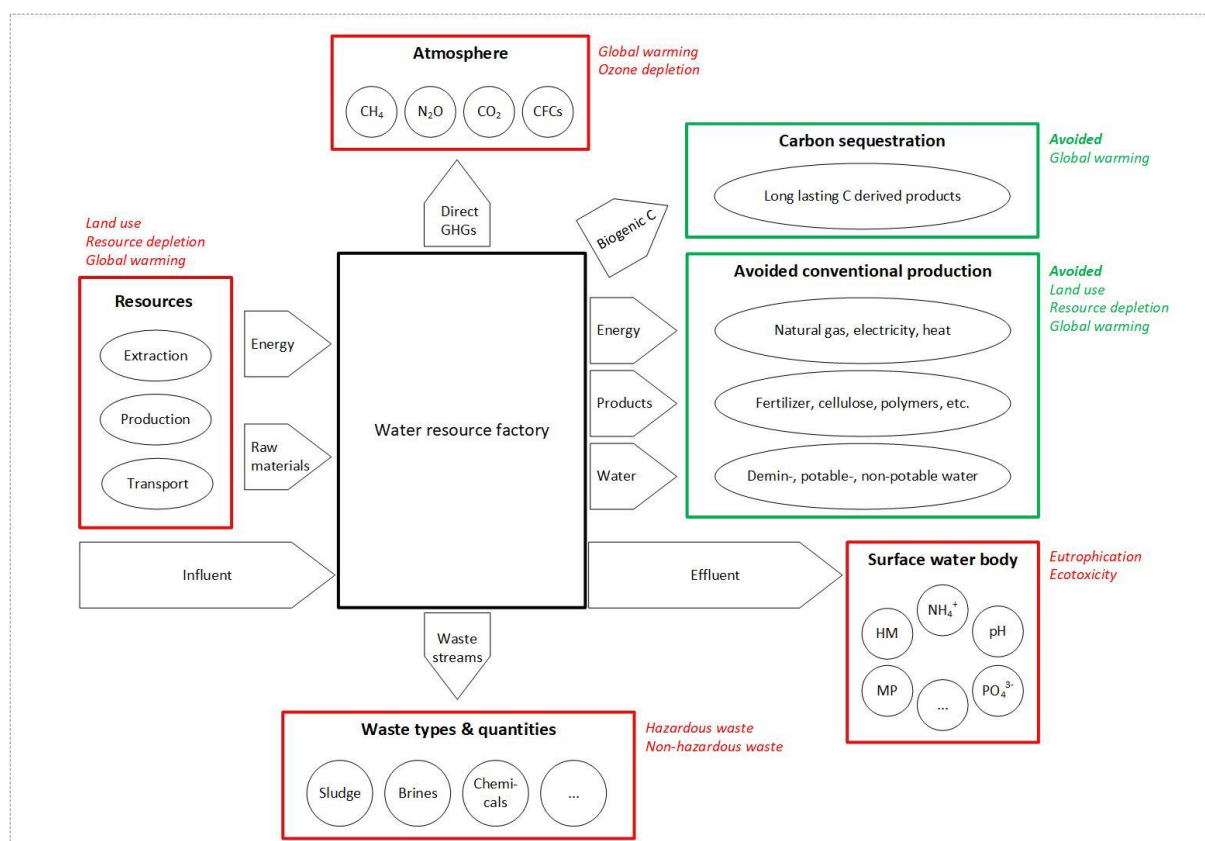 Atmosphere
CH₄
N₂O
CO₂
CFCs
Global warming
Ozone depletion
Direct
GHGs
Biogenic C
Carbon sequestration
Long lasting C derived products
Avoided
Global warming
Land use
Resource depletion
Global warming
Resources
Extraction
Production
Transport
Energy
Raw
materials
Influent
Water resource factory
Energy
Products
Water
Avoided conventional production
Natural gas, electricity, heat
Fertilizer, cellulose, polymers, etc.
Demin-, potable-, non-potable water
Avoided
Land use
Resource depletion
Global warming
Effluent
Surface water body
NH₄⁺
HM
pH
MP
...
PO₄³⁻
Eutrophication
Ecotoxicity
Waste
streams
Waste types & quantities
Sludge
Brines
Chemi-
cals
...
Hazardous waste
Non-hazardous waste